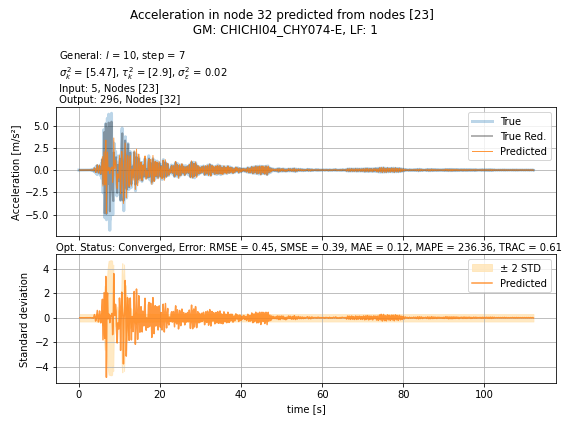 Acceleration in node 32 predicted from nodes [23]
GM: CHICHI04_CHY074-E, LF: 1
General: l = 10, step = 7
σ²ₖ = [5.47], τ²ₖ = [2.9], σ²ε = 0.02
Input: 5, Nodes [23]
Output: 296, Nodes [32]
Acceleration [m/s²]
5.0
2.5
0.0
−2.5
−5.0
True
True Red.
Predicted
Opt. Status: Converged, Error: RMSE = 0.45, SMSE = 0.39, MAE = 0.12, MAPE = 236.36, TRAC = 0.61
Standard deviation
4
2
0
−2
−4
± 2 STD
Predicted
0 20 40 60 80 100
time [s]